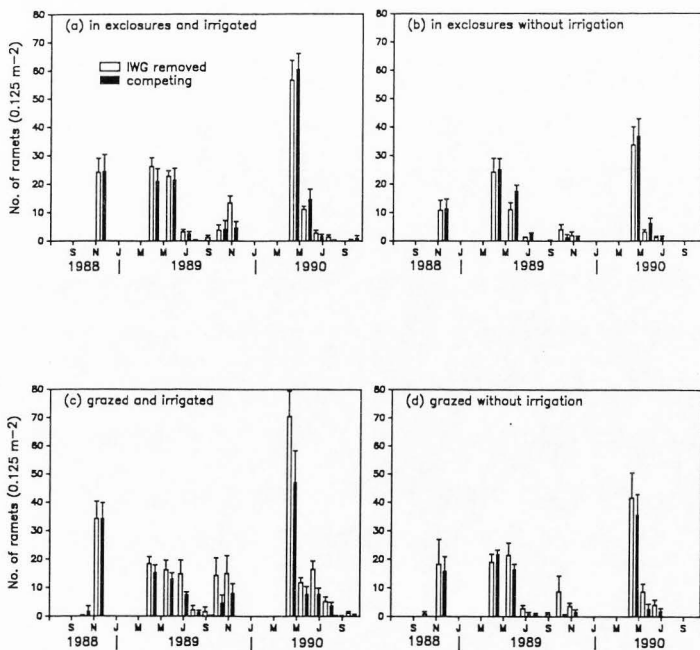 (a) in exclosures and irrigated
(b) in exclosures without irrigation
IWG removed
competing
No. of ramets (0.125 m-2)
80
70
60
50
40
30
20
10
0
80
70
60
50
40
30
20
10
0
S N J M M J S N J M M J S
S N J M M J S N J M M J S
1988 | 1989 | 1990
1988 | 1989 | 1990
(c) grazed and irrigated
(d) grazed without irrigation
No. of ramets (0.125 m-2)
80
70
60
50
40
30
20
10
0
80
70
60
50
40
30
20
10
0
S N J M M J S N J M M J S
S N J M M J S N J M M J S
1988 | 1989 | 1990
1988 | 1989 | 1990